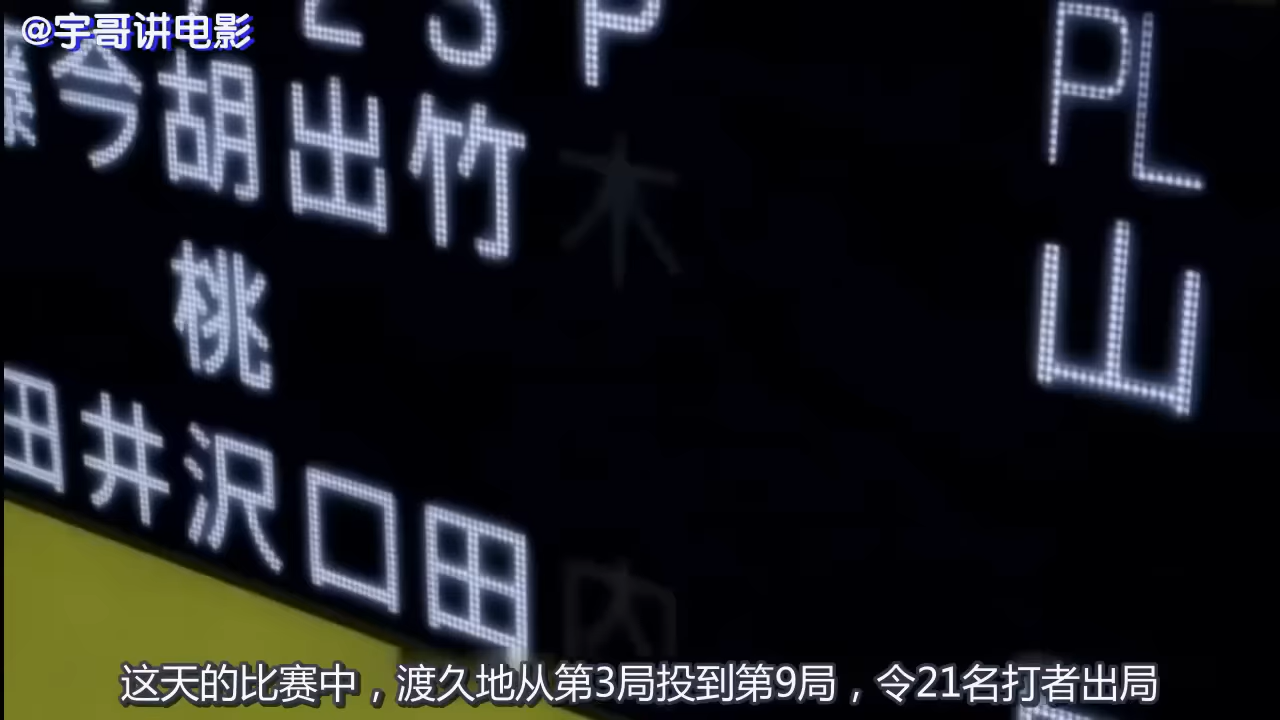 @宇哥讲电影
2 S P PL
今胡出竹木 山
桃
田井沢口田内
这天的比赛中，渡久地从第3局投到第9局，令21名打者出局